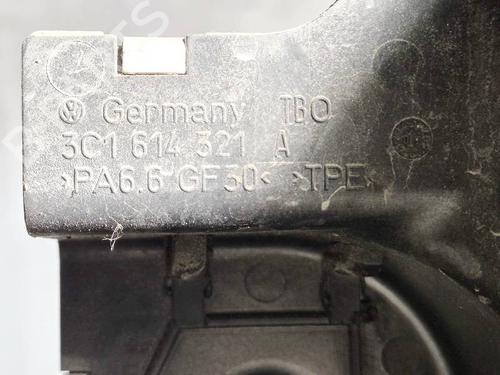 Germany TBO
3C1 614 321 A
>PA6.6 GF30< >TPE<